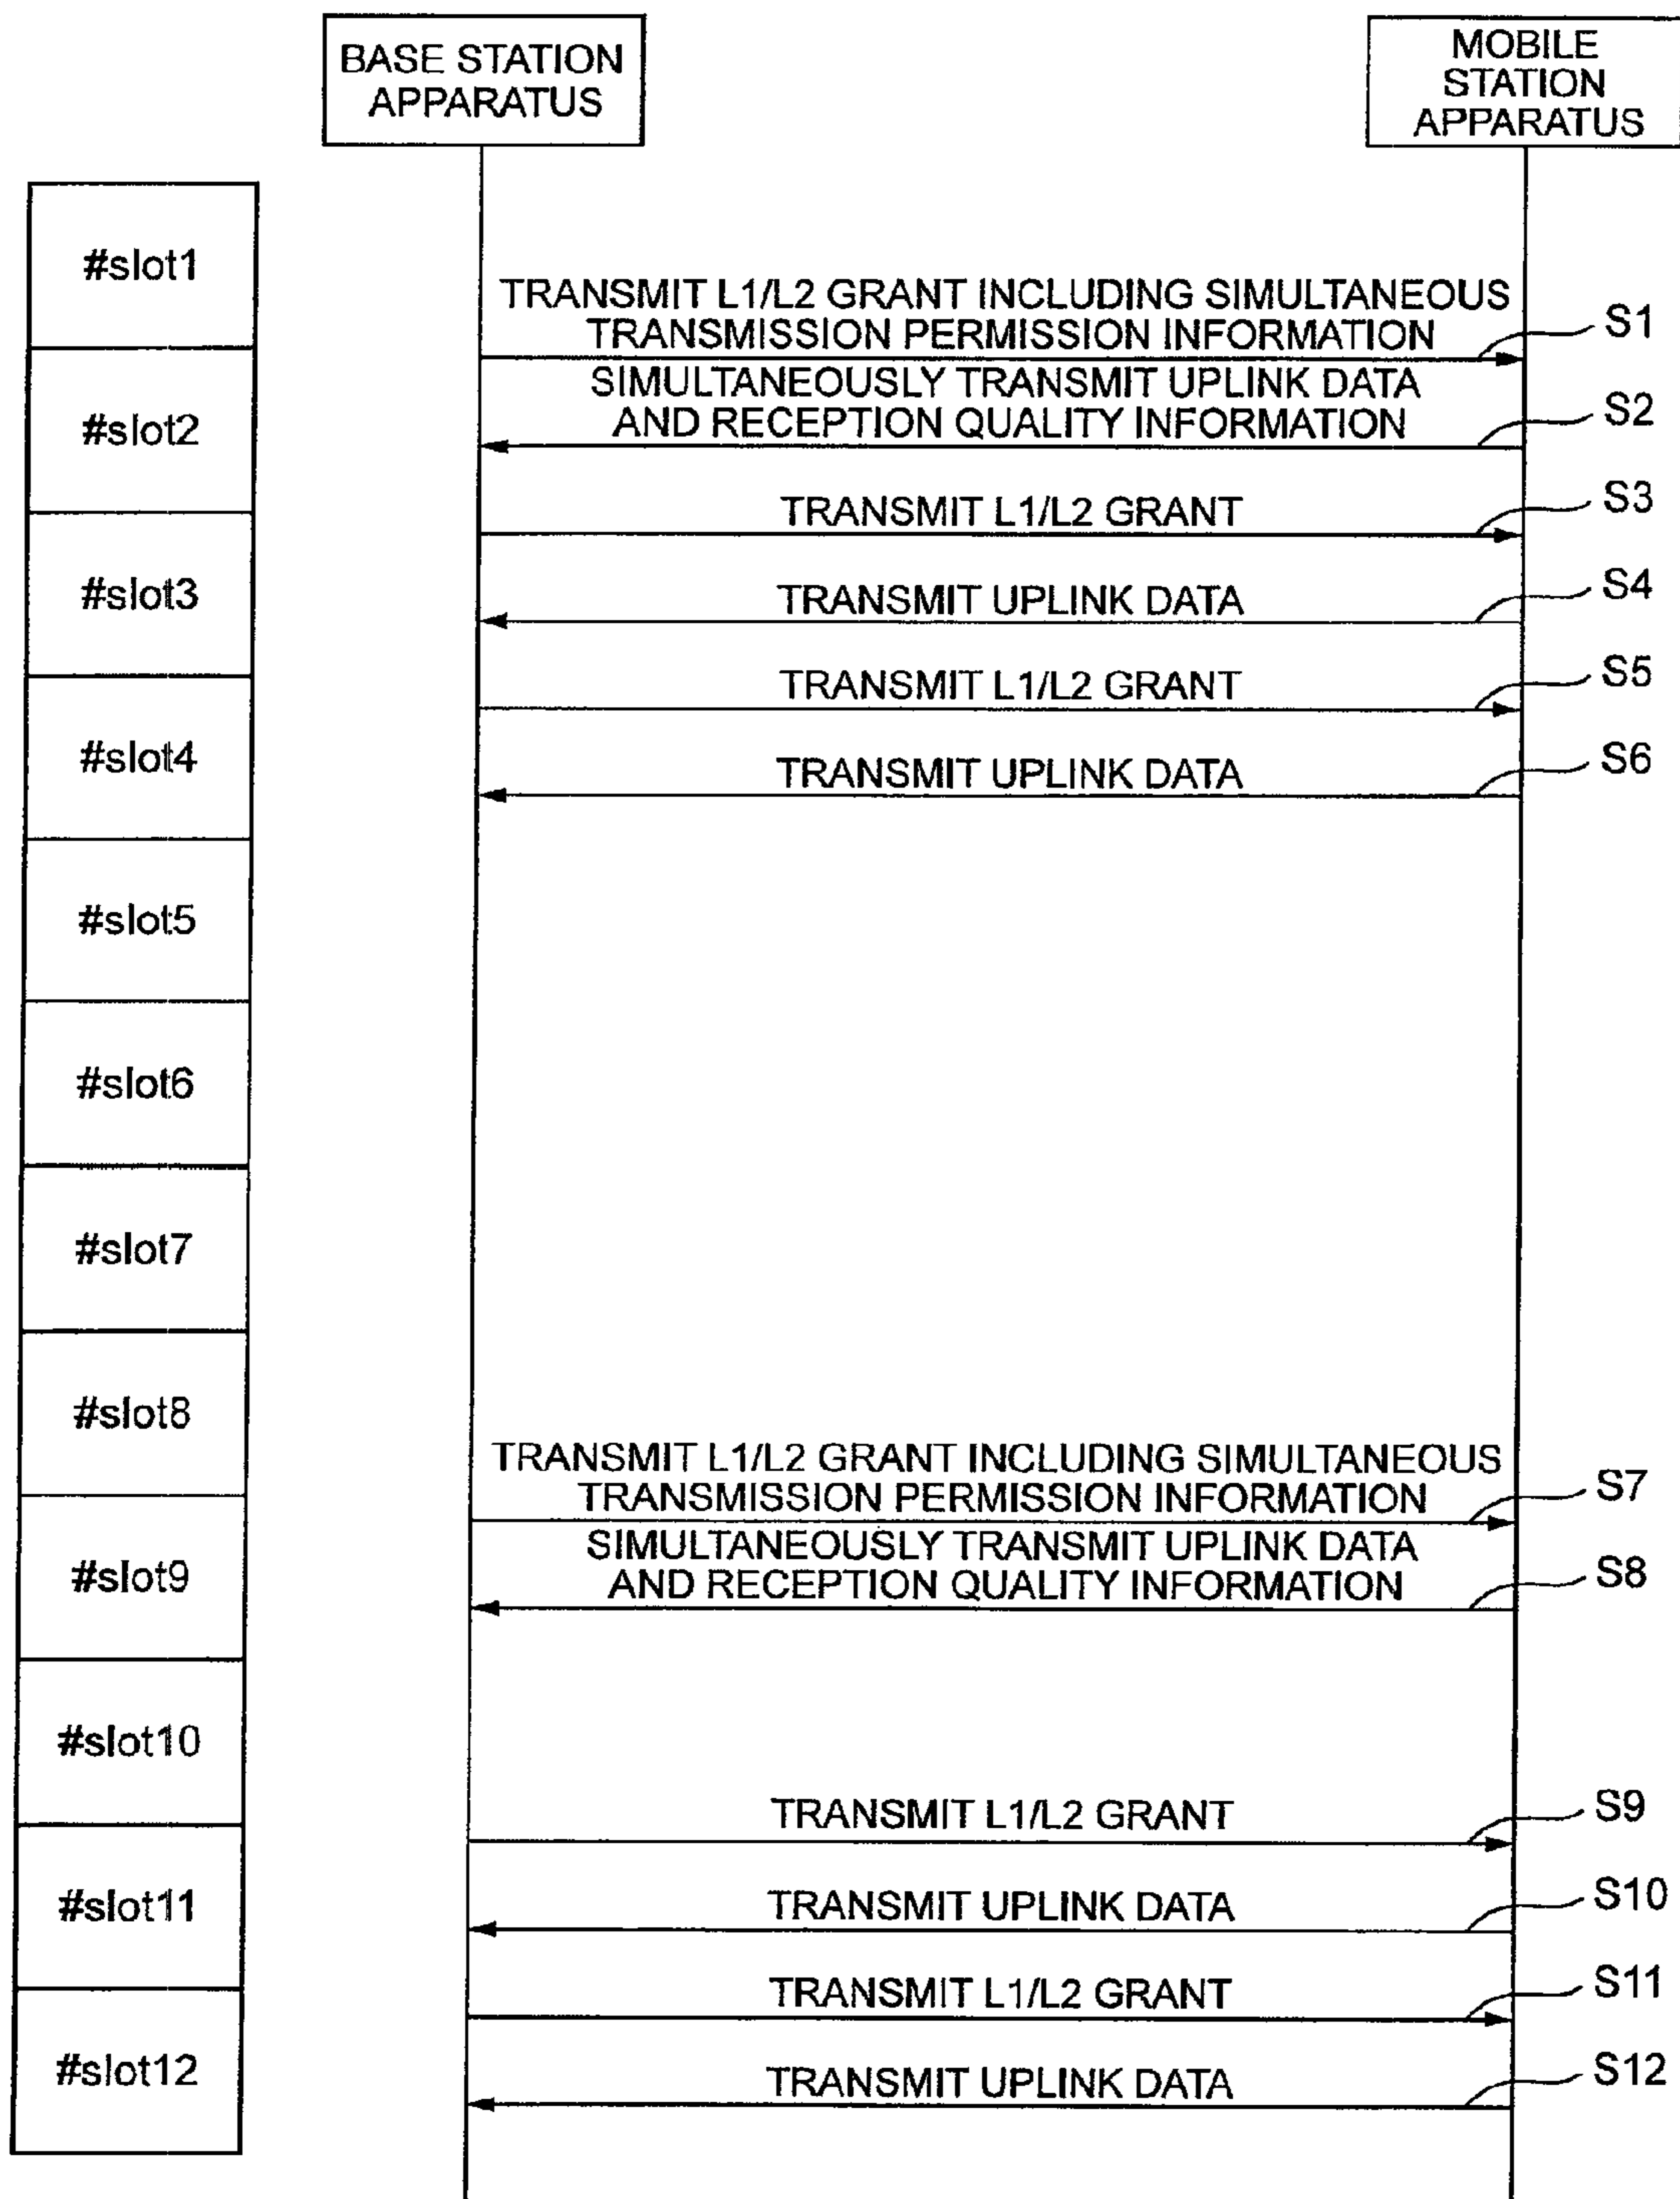 BASE STATION
APPARATUS
MOBILE
STATION
APPARATUS
#slot1
TRANSMIT L1/L2 GRANT INCLUDING SIMULTANEOUS
TRANSMISSION PERMISSION INFORMATION
S1
#slot2
SIMULTANEOUSLY TRANSMIT UPLINK DATA
AND RECEPTION QUALITY INFORMATION
S2
TRANSMIT L1/L2 GRANT
S3
#slot3
TRANSMIT UPLINK DATA
S4
TRANSMIT L1/L2 GRANT
S5
#slot4
TRANSMIT UPLINK DATA
S6
#slot5
#slot6
#slot7
#slot8
TRANSMIT L1/L2 GRANT INCLUDING SIMULTANEOUS
TRANSMISSION PERMISSION INFORMATION
S7
#slot9
SIMULTANEOUSLY TRANSMIT UPLINK DATA
AND RECEPTION QUALITY INFORMATION
S8
#slot10
TRANSMIT L1/L2 GRANT
S9
#slot11
TRANSMIT UPLINK DATA
S10
TRANSMIT L1/L2 GRANT
S11
#slot12
TRANSMIT UPLINK DATA
S12